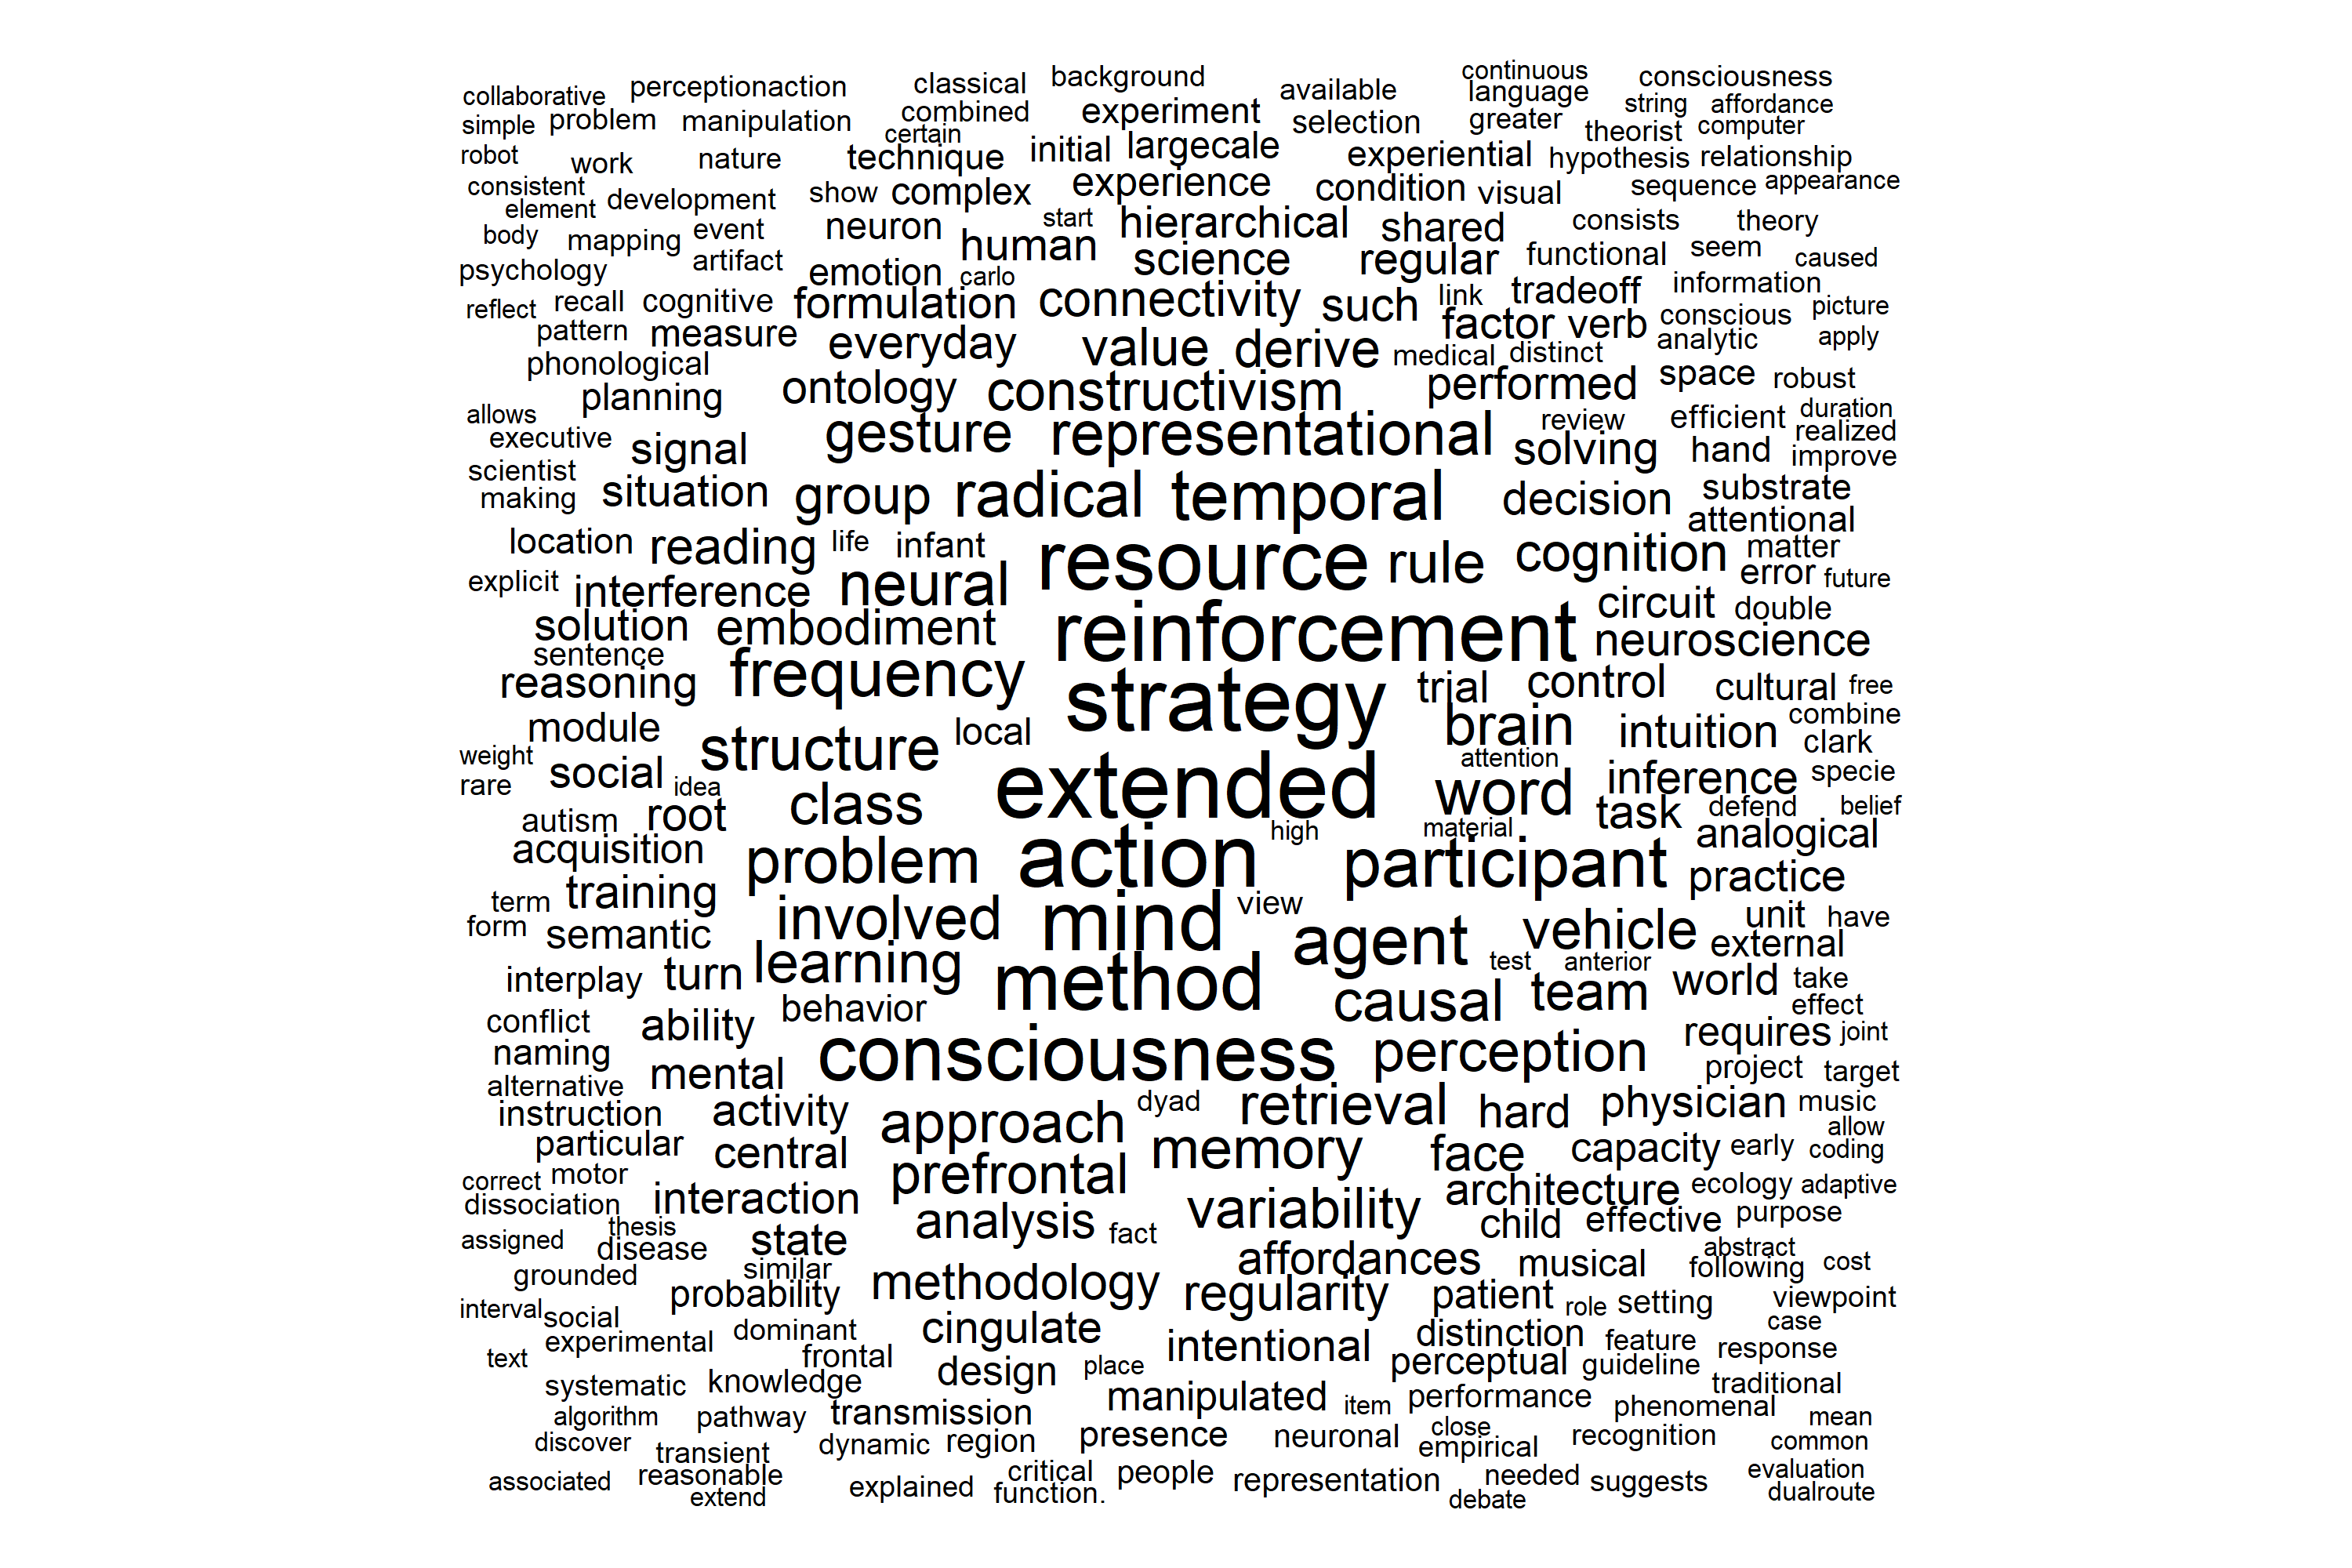 collaborative perceptionaction classical background available continuous consciousness
simple problem manipulation combined experiment selection language string affordance
robot work nature certain technique initial largecale greater theorist computer
consistent element development show complex experience experiential hypothesis relationship
body mapping event neuron start hierarchical condition visual sequence appearance
psychology artifact emotion human carlo science regular shared consists theory
reflect recall cognitive formulation connectivity such link tradeoff functional seem caused information
pattern measure everyday value derive factor verb conscious picture
phonological medical distinct analytic apply
planning ontology constructivism performed space robust
allows executive signal gesture representational review solving efficient duration hand realized improve
scientist making situation group radical temporal decision substrate attentional
location reading life infant resource rule cognition matter
explicit interference neural error future
solution embodiment reinforcement circuit double neuroscience
sentence reasoning frequency strategy trial control cultural free
module structure local brain intuition combine clark
weight rare social idea extended attention word inference specie
autism root class high material task defend belief analogical
acquisition problem action participant practice
term training involved mind view vehicle unit have
form semantic agent external
interplay turn learning method test anterior world take
conflict ability behavior causal team effect
naming consciousness perception requires joint
alternative mental project target
instruction activity approach dyad retrieval hard physician music
particular central memory face capacity early allow coding
correct motor prefrontal architecture ecology adaptive
dissociation interaction variability child effective purpose
assigned thesis disease state analysis fact affordances musical abstract following cost
grounded similar probability methodology regularity patient role setting viewpoint
interval social experimental dominant cingulate intentional distinction feature case response
text frontal design place perceptual guideline
systematic knowledge manipulated item performance traditional
algorithm pathway transmission phenomenal mean
discover transient dynamic region presence neuronal close empirical recognition common
associated reasonable extend explained critical function. people representation needed debate suggests evaluation dualroute